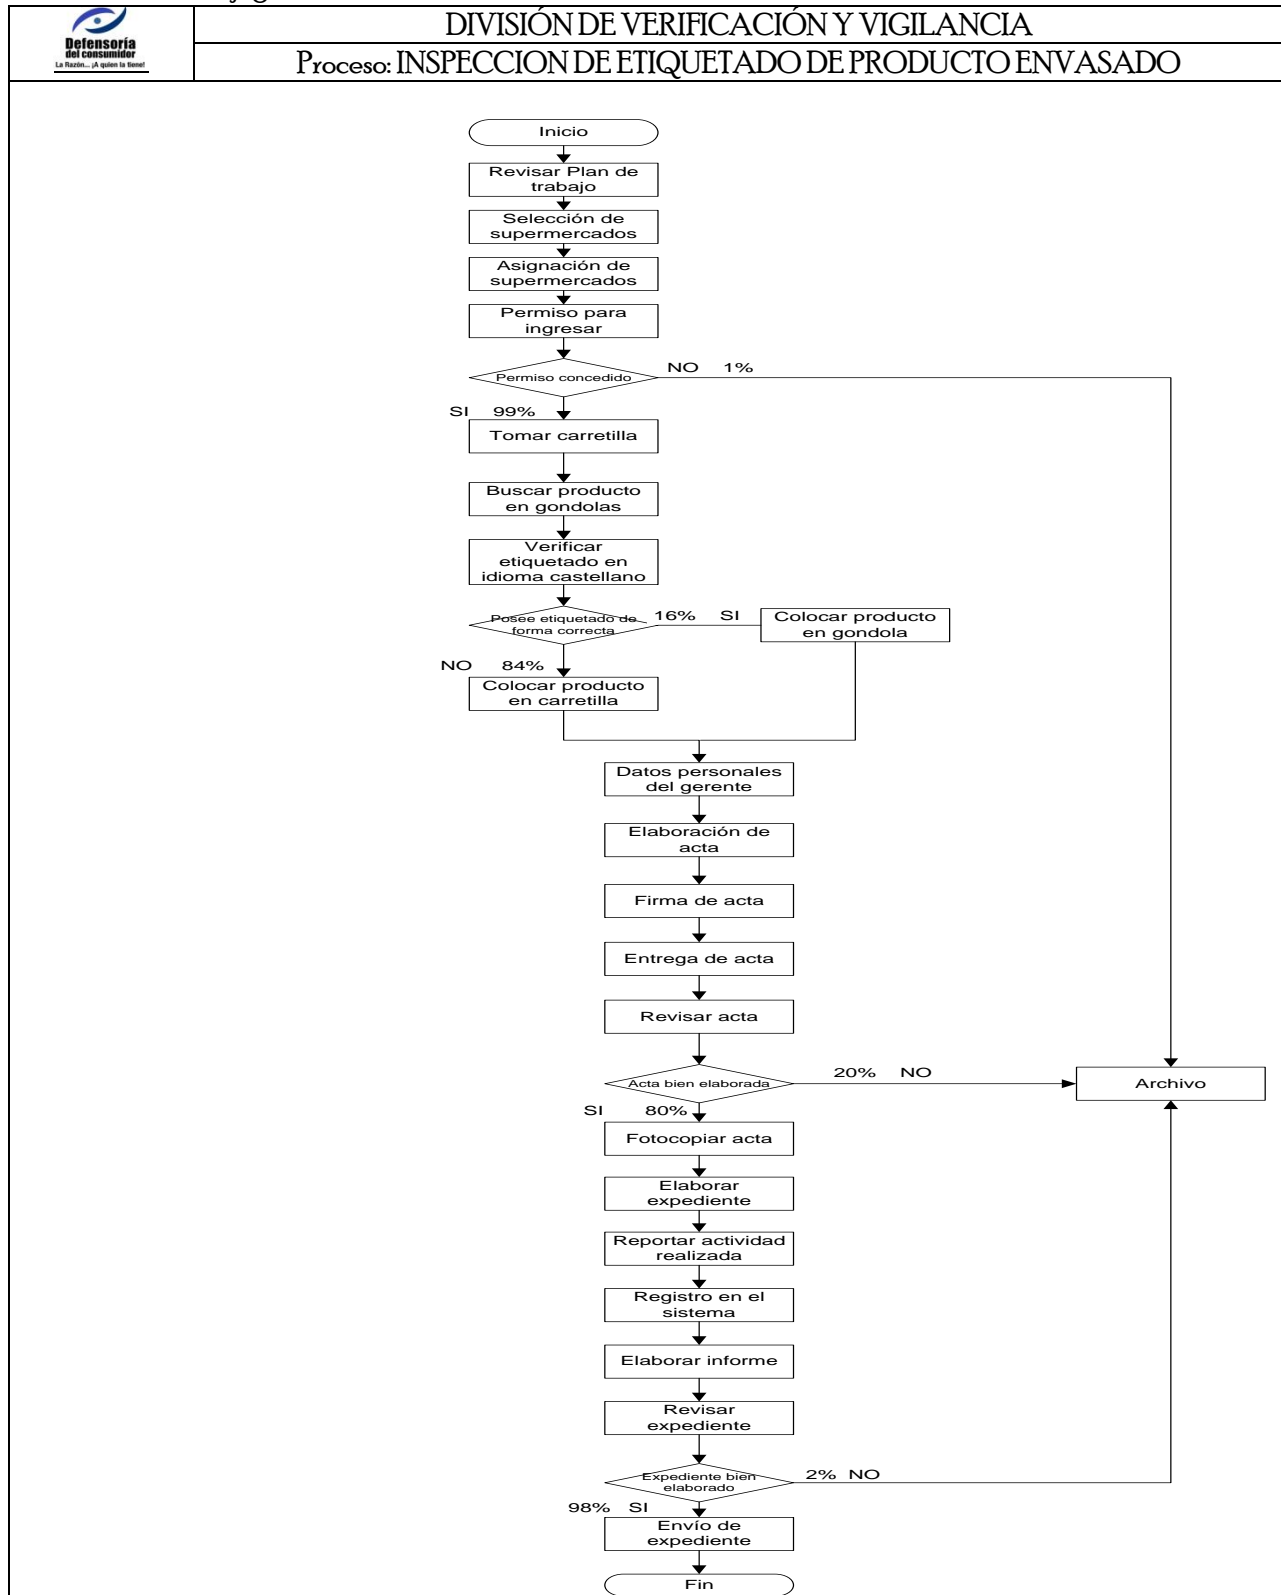 Defensoría
del consumidor
La Razón... ¡A quien la tiene!
DIVISIÓN DE VERIFICACIÓN Y VIGILANCIA
Proceso: INSPECCION DE ETIQUETADO DE PRODUCTO ENVASADO
Inicio
Revisar Plan de
trabajo
Selección de
supermercados
Asignación de
supermercados
Permiso para
ingresar
Permiso concedido
NO 1%
SI 99%
Tomar carretilla
Buscar producto
en gondolas
Verificar
etiquetado en
idioma castellano
Posee etiquetado de
forma correcta
16% SI
Colocar producto
en gondola
NO 84%
Colocar producto
en carretilla
Datos personales
del gerente
Elaboración de
acta
Firma de acta
Entrega de acta
Revisar acta
Acta bien elaborada
20% NO
Archivo
SI 80%
Fotocopiar acta
Elaborar
expediente
Reportar actividad
realizada
Registro en el
sistema
Elaborar informe
Revisar
expediente
Expediente bien
elaborado
2% NO
98% SI
Envío de
expediente
Fin